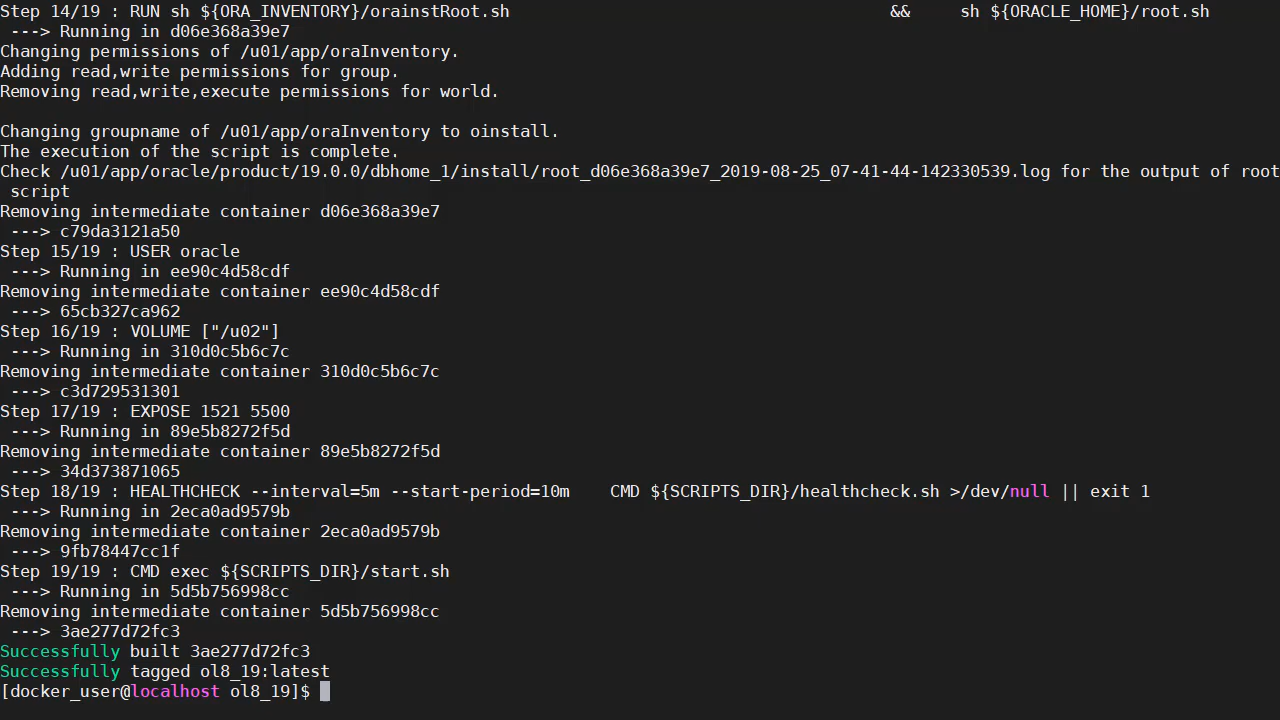 Step 14/19 : RUN sh ${ORA_INVENTORY}/orainstRoot.sh                                      &&     sh ${ORACLE_HOME}/root.sh
 ---> Running in d06e368a39e7
Changing permissions of /u01/app/oraInventory.
Adding read,write permissions for group.
Removing read,write,execute permissions for world.

Changing groupname of /u01/app/oraInventory to oinstall.
The execution of the script is complete.
Check /u01/app/oracle/product/19.0.0/dbhome_1/install/root_d06e368a39e7_2019-08-25_07-41-44-142330539.log for the output of root
 script
Removing intermediate container d06e368a39e7
 ---> c79da3121a50
Step 15/19 : USER oracle
 ---> Running in ee90c4d58cdf
Removing intermediate container ee90c4d58cdf
 ---> 65cb327ca962
Step 16/19 : VOLUME ["/u02"]
 ---> Running in 310d0c5b6c7c
Removing intermediate container 310d0c5b6c7c
 ---> c3d729531301
Step 17/19 : EXPOSE 1521 5500
 ---> Running in 89e5b8272f5d
Removing intermediate container 89e5b8272f5d
 ---> 34d373871065
Step 18/19 : HEALTHCHECK --interval=5m --start-period=10m    CMD ${SCRIPTS_DIR}/healthcheck.sh >/dev/null || exit 1
 ---> Running in 2eca0ad9579b
Removing intermediate container 2eca0ad9579b
 ---> 9fb78447cc1f
Step 19/19 : CMD exec ${SCRIPTS_DIR}/start.sh
 ---> Running in 5d5b756998cc
Removing intermediate container 5d5b756998cc
 ---> 3ae277d72fc3
Successfully built 3ae277d72fc3
Successfully tagged ol8_19:latest
[docker_user@localhost ol8_19]$